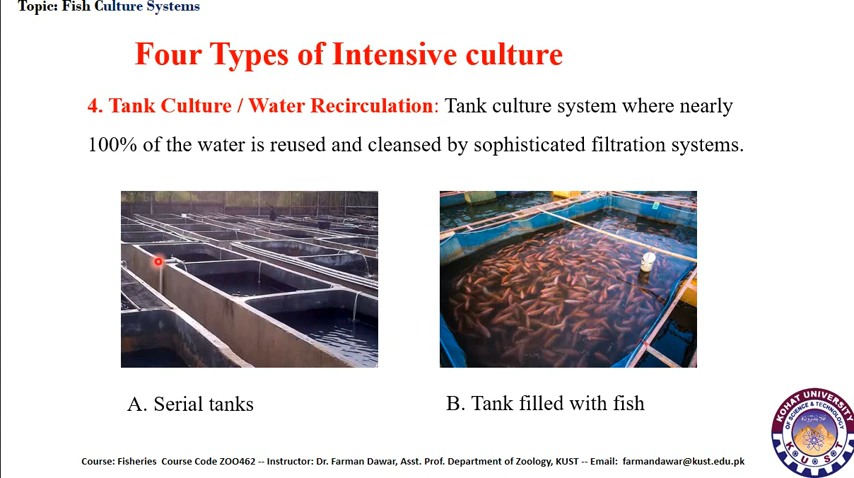 Topic: Fish Culture Systems
Four Types of Intensive culture
4. Tank Culture / Water Recirculation: Tank culture system where nearly
100% of the water is reused and cleansed by sophisticated filtration systems.
A. Serial tanks
B. Tank filled with fish
KOHAT UNIVERSITY
OF SCIENCE & TECHNOLOGY
K U S T
Course: Fisheries Course Code ZOO462 -- Instructor: Dr. Farman Dawar, Asst. Prof. Department of Zoology, KUST -- Email: farmandawar@kust.edu.pk